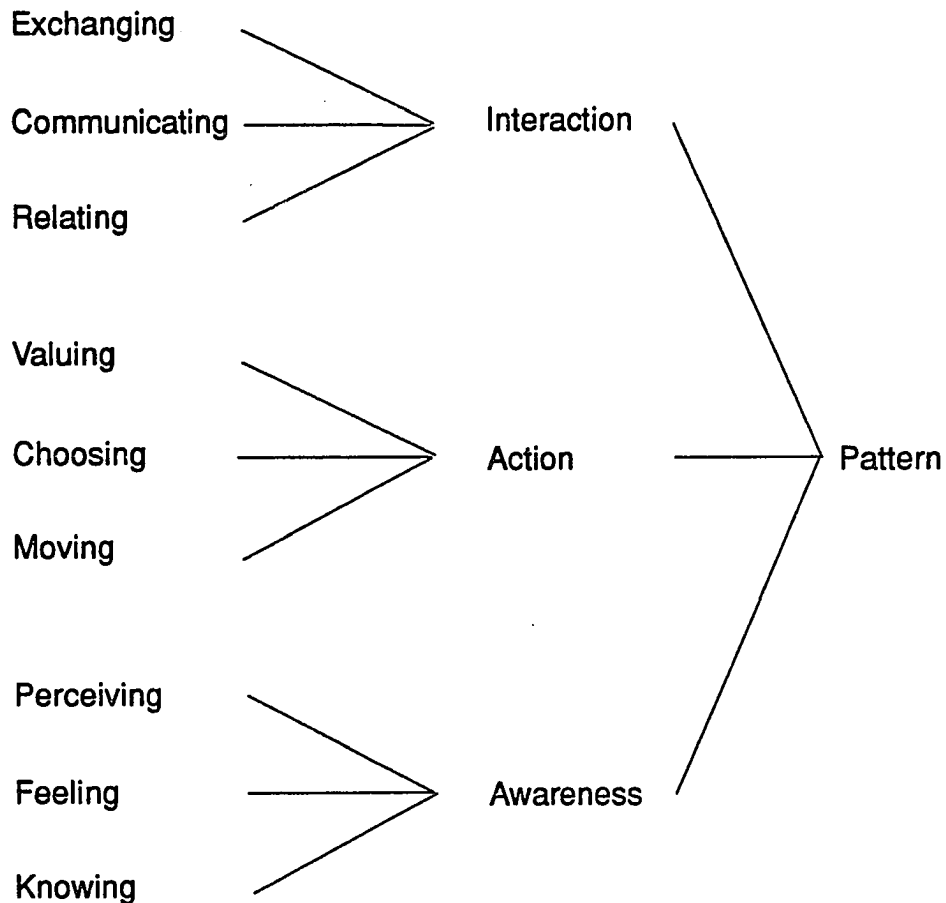 Exchanging
Communicating
Relating
Interaction
Valuing
Choosing
Moving
Action
Pattern
Perceiving
Feeling
Knowing
Awareness